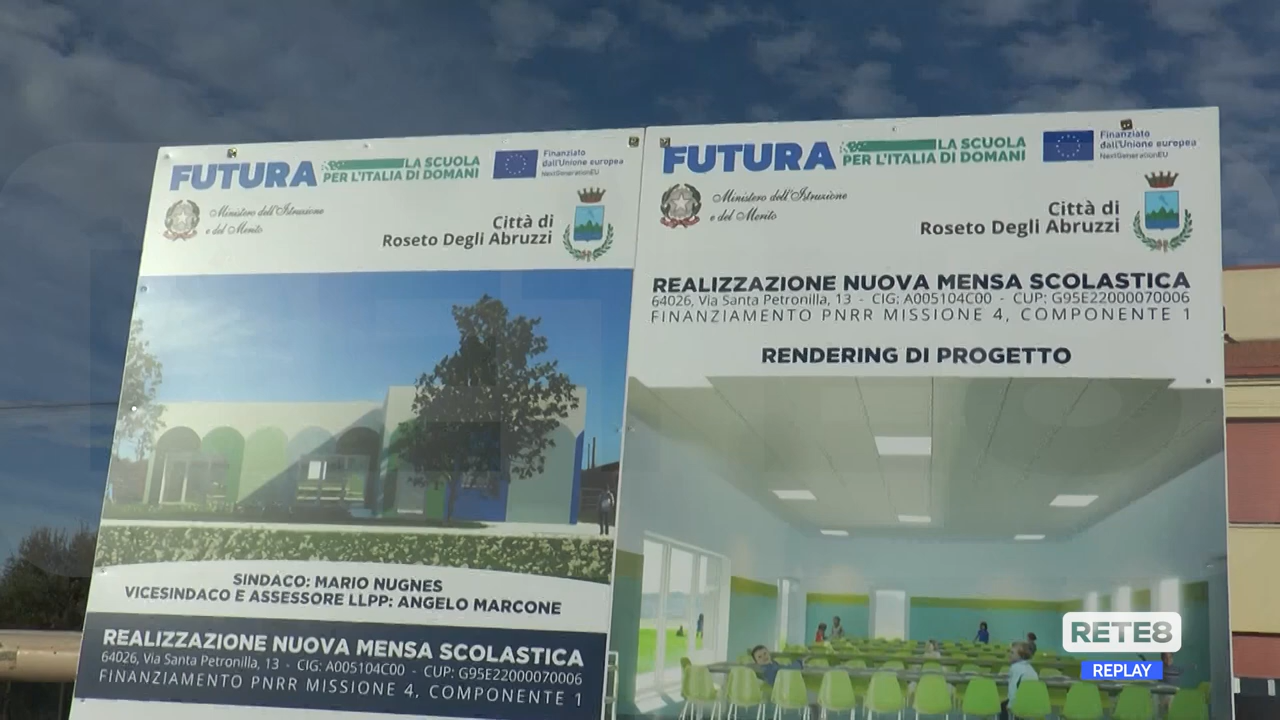 FUTURA
LA SCUOLA
PER L'ITALIA DI DOMANI
Finanziato
dall'Unione europea
NextGenerationEU
Ministero dell'Istruzione
e del Merito
Città di
Roseto Degli Abruzzi
SINDACO: MARIO NUGNES
VICESINDACO E ASSESSORE LLPP: ANGELO MARCONE
REALIZZAZIONE NUOVA MENSA SCOLASTICA
64026, Via Santa Petronilla, 13 - CIG: A005104C00 - CUP: G95E22000070006
FINANZIAMENTO PNRR MISSIONE 4, COMPONENTE 1
FUTURA
LA SCUOLA
PER L'ITALIA DI DOMANI
Finanziato
dall'Unione europea
NextGenerationEU
Ministero dell'Istruzione
e del Merito
Città di
Roseto Degli Abruzzi
REALIZZAZIONE NUOVA MENSA SCOLASTICA
64026, Via Santa Petronilla, 13 - CIG: A005104C00 - CUP: G95E22000070006
FINANZIAMENTO PNRR MISSIONE 4, COMPONENTE 1
RENDERING DI PROGETTO
RETE8
REPLAY